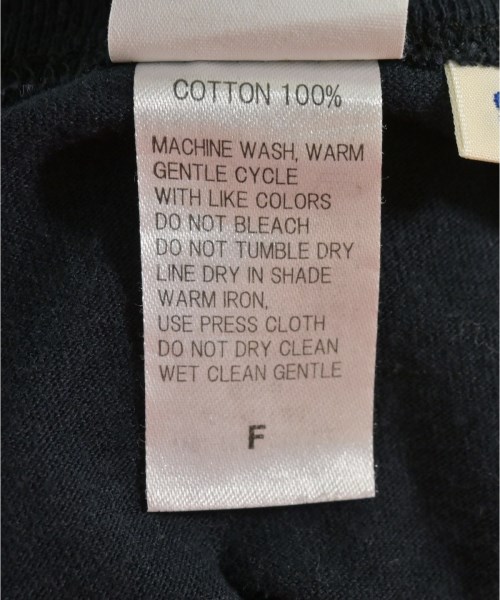 COTTON 100%
MACHINE WASH, WARM
GENTLE CYCLE
WITH LIKE COLORS
DO NOT BLEACH
DO NOT TUMBLE DRY
LINE DRY IN SHADE
WARM IRON,
USE PRESS CLOTH
DO NOT DRY CLEAN
WET CLEAN GENTLE
F